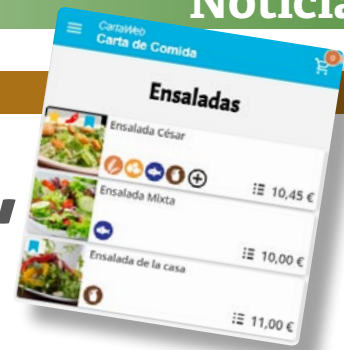 Noticia
CartaWeb
Carta de Comida
0
Ensaladas
Ensalada César
10,45 €
Ensalada Mixta
10,00 €
Ensalada de la casa
11,00 €